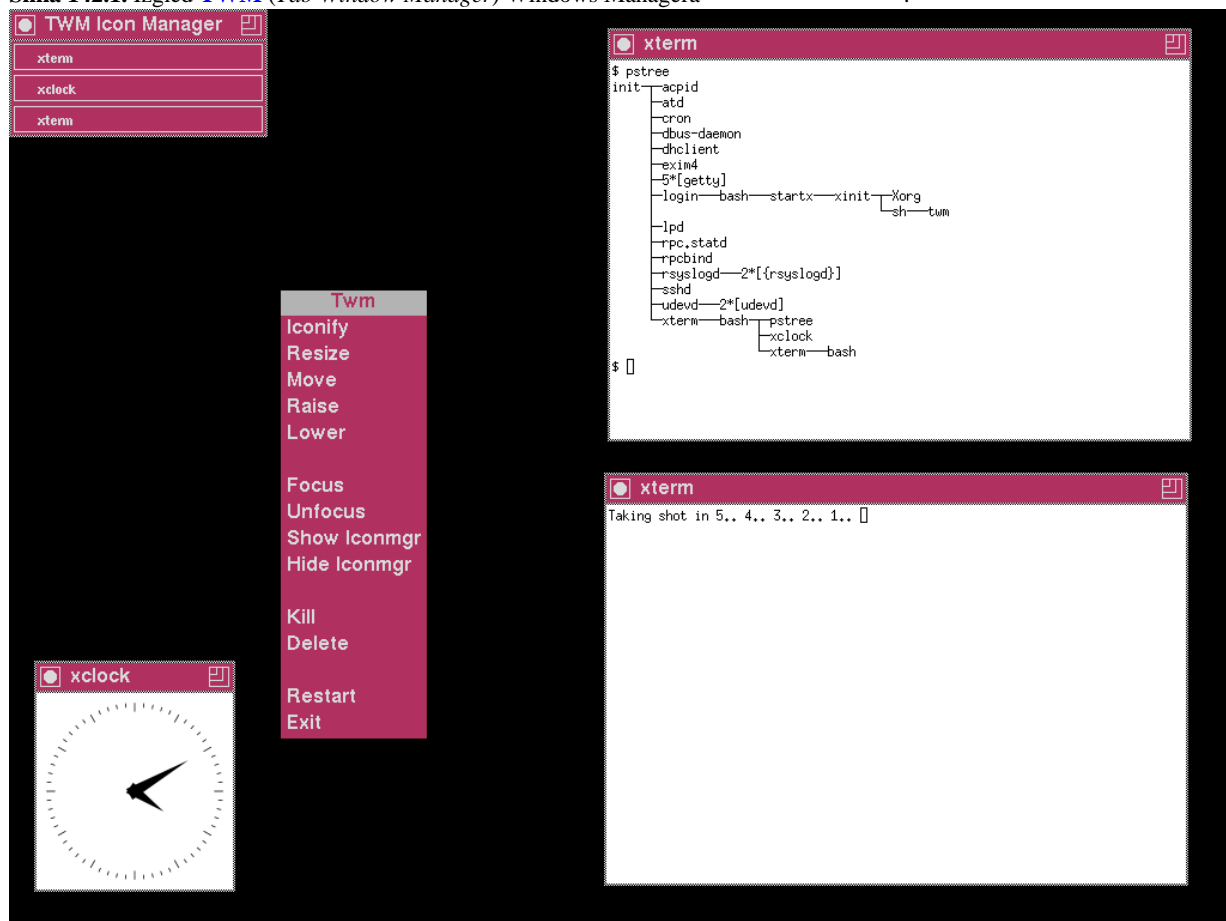 TWM Icon Manager
xterm
xclock
xterm
xterm
$ pstree
init─┬─acpid
├─atd
├─cron
├─dbus-daemon
├─dhclient
├─exim4
├─5*[getty]
├─login───bash───startx───xinit─┬─Xorg
└─sh───twm
├─lpd
├─rpc.statd
├─rpcbind
├─rsyslogd───2*[{rsyslogd}]
├─sshd
├─udevd───2*[udevd]
└─xterm───bash─┬─pstree
├─xclock
└─xterm───bash
$
Twm
Iconify
Resize
Move
Raise
Lower
Focus
Unfocus
Show Iconmgr
Hide Iconmgr
Kill
Delete
Restart
Exit
xterm
Taking shot in 5.. 4.. 3.. 2.. 1..
xclock